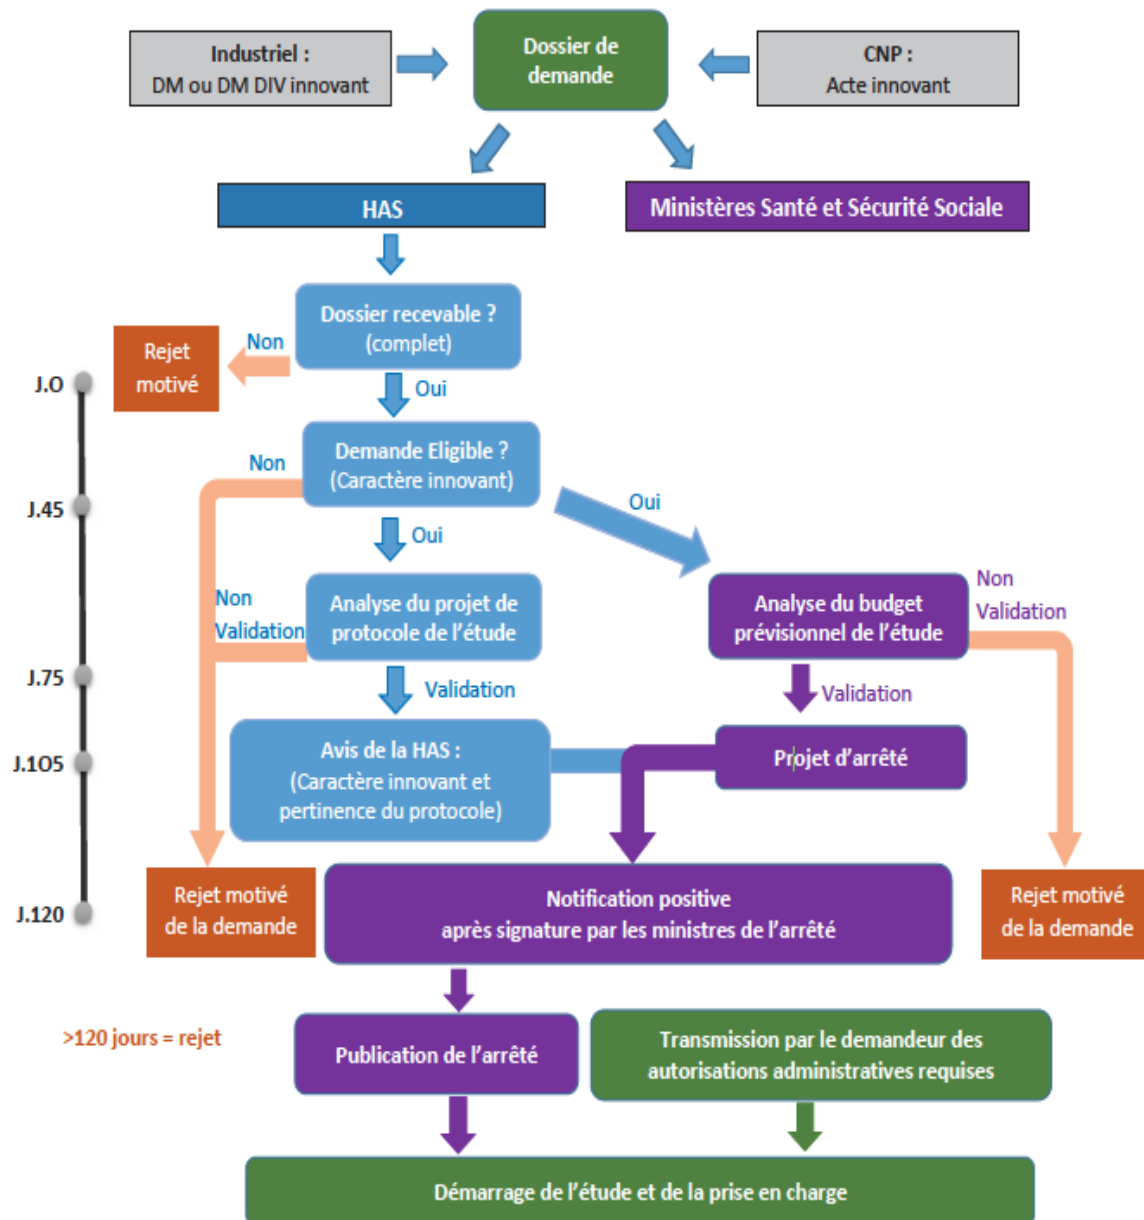 Industriel :
DM ou DM DIV innovant
Dossier de
demande
CNP :
Acte innovant
HAS
Ministères Santé et Sécurité Sociale
Dossier recevable ?
(complet)
Non
Rejet
motivé
Oui
J.O
Demande Eligible ?
(Caractère innovant)
Non
Oui
J.45
Oui
Analyse du projet de
protocole de l'étude
Non
Validation
Analyse du budget
prévisionnel de l'étude
Non
Validation
J.75
Validation
Validation
Avis de la HAS :
(Caractère innovant et
pertinence du protocole)
Projet d'arrêté
J.105
Rejet motivé
de la demande
Notification positive
après signature par les ministres de l'arrêté
Rejet motivé
de la demande
J.120
>120 jours = rejet
Publication de l'arrêté
Transmission par le demandeur des
autorisations administratives requises
Démarrage de l'étude et de la prise en charge